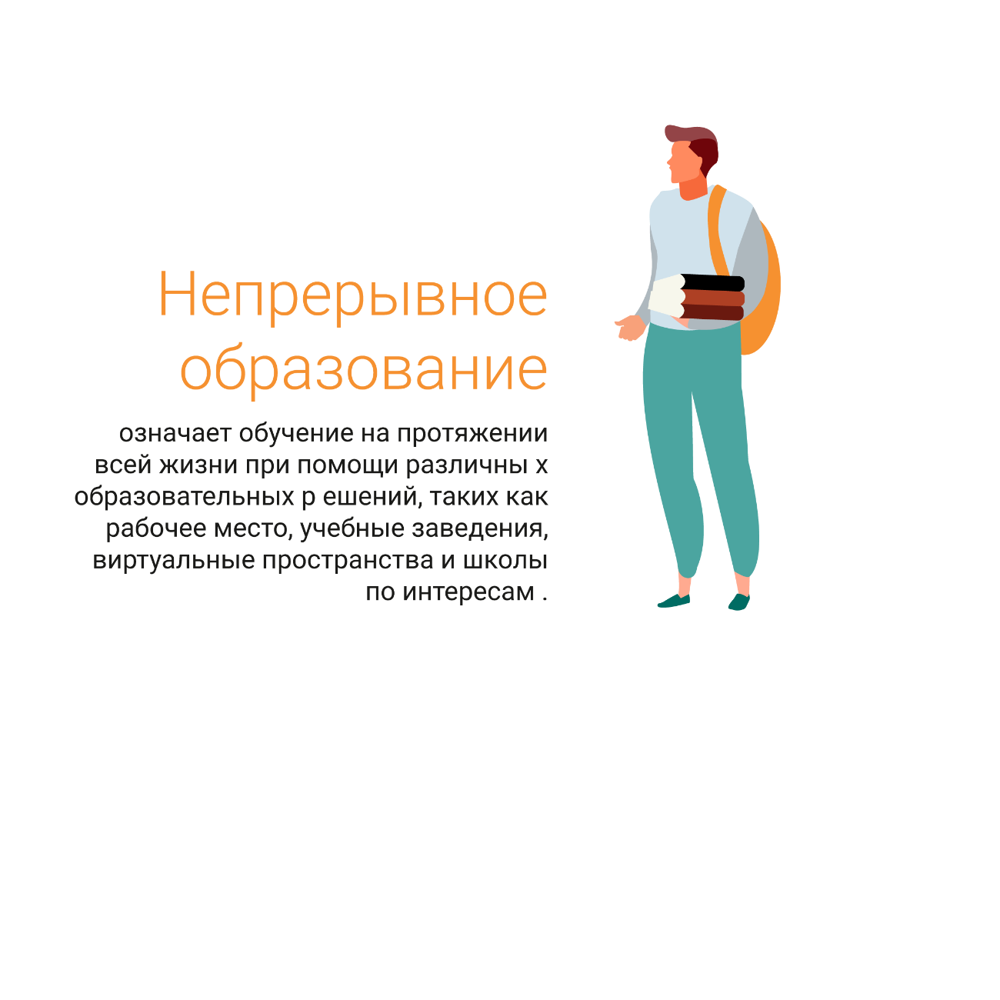 Непрерывное
образование
означает обучение на протяжении
всей жизни при помощи различны х
образовательных р ешений, таких как
рабочее место, учебные заведения,
виртуальные пространства и школы
по интересам .